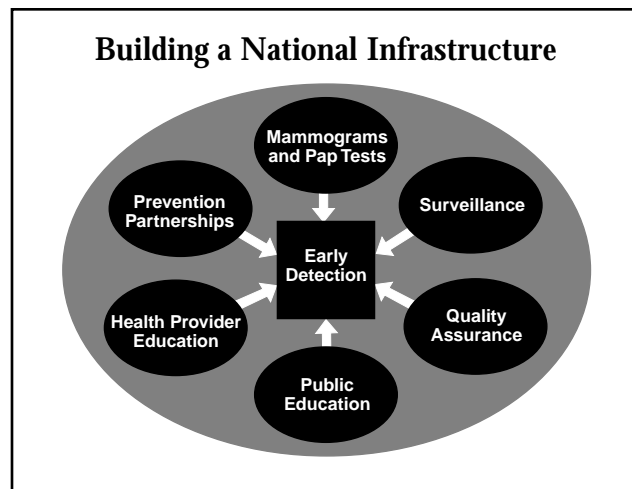 Building a National Infrastructure
Mammograms
and Pap Tests
Prevention
Partnerships
Surveillance
Early
Detection
Health Provider
Education
Quality
Assurance
Public
Education